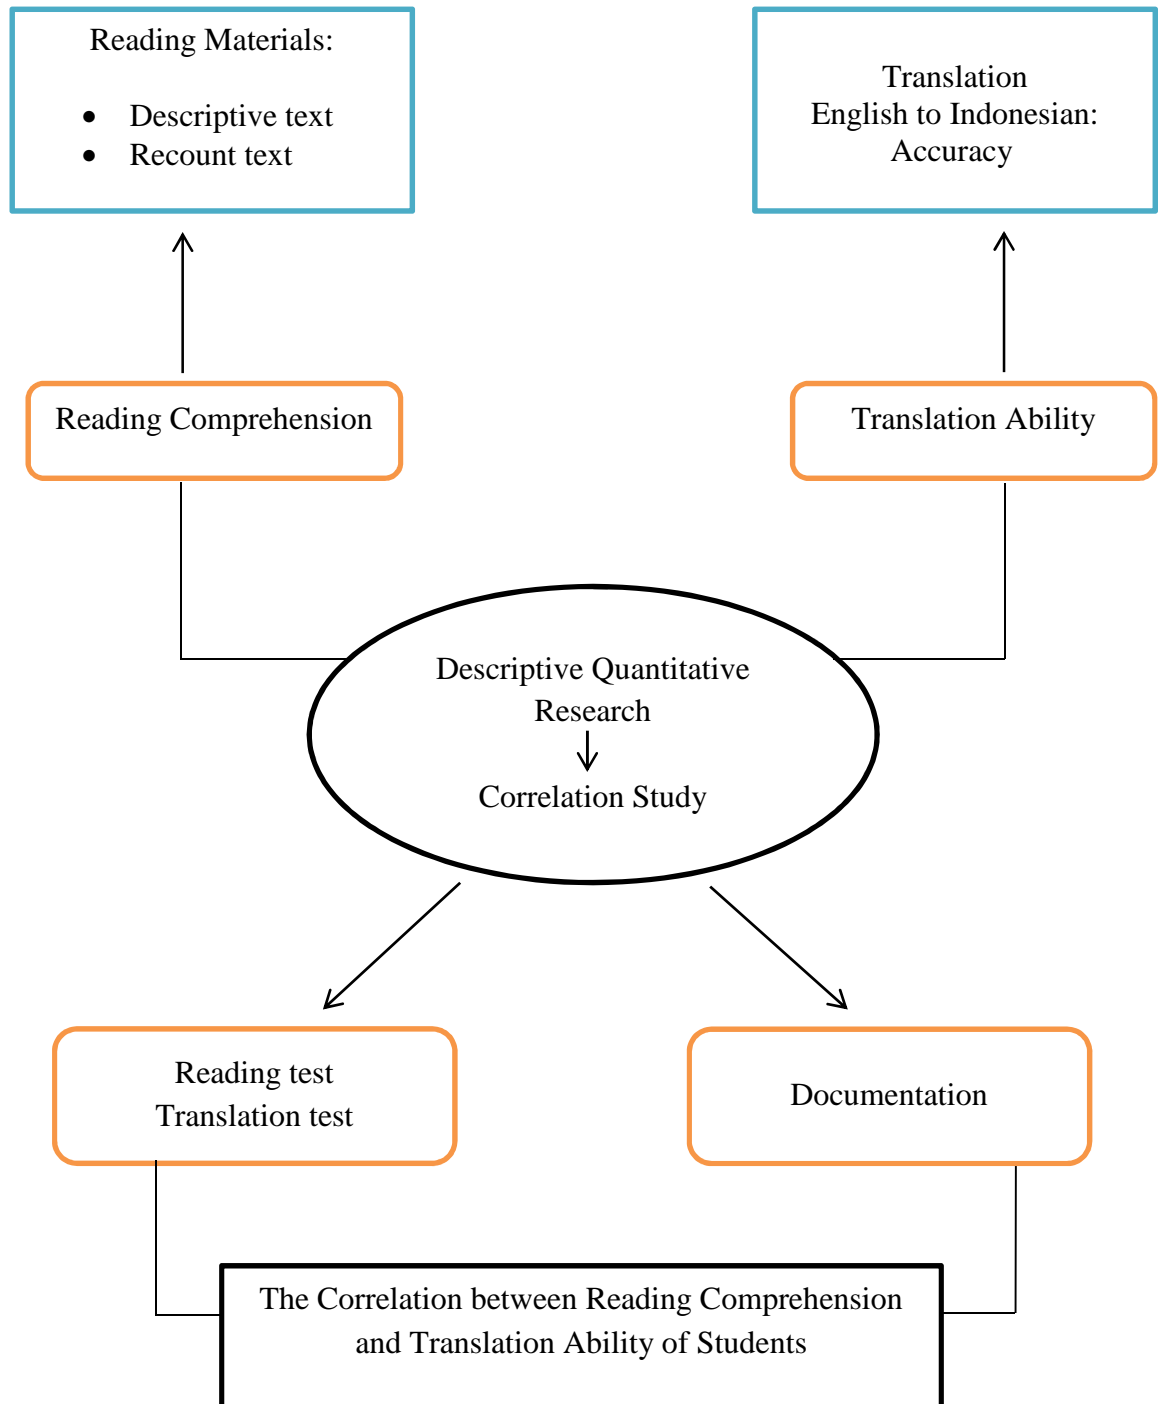 Reading Materials:
• Descriptive text
• Recount text
Translation
English to Indonesian:
Accuracy
Reading Comprehension
Translation Ability
Descriptive Quantitative
Research
Correlation Study
Reading test
Translation test
Documentation
The Correlation between Reading Comprehension
and Translation Ability of Students